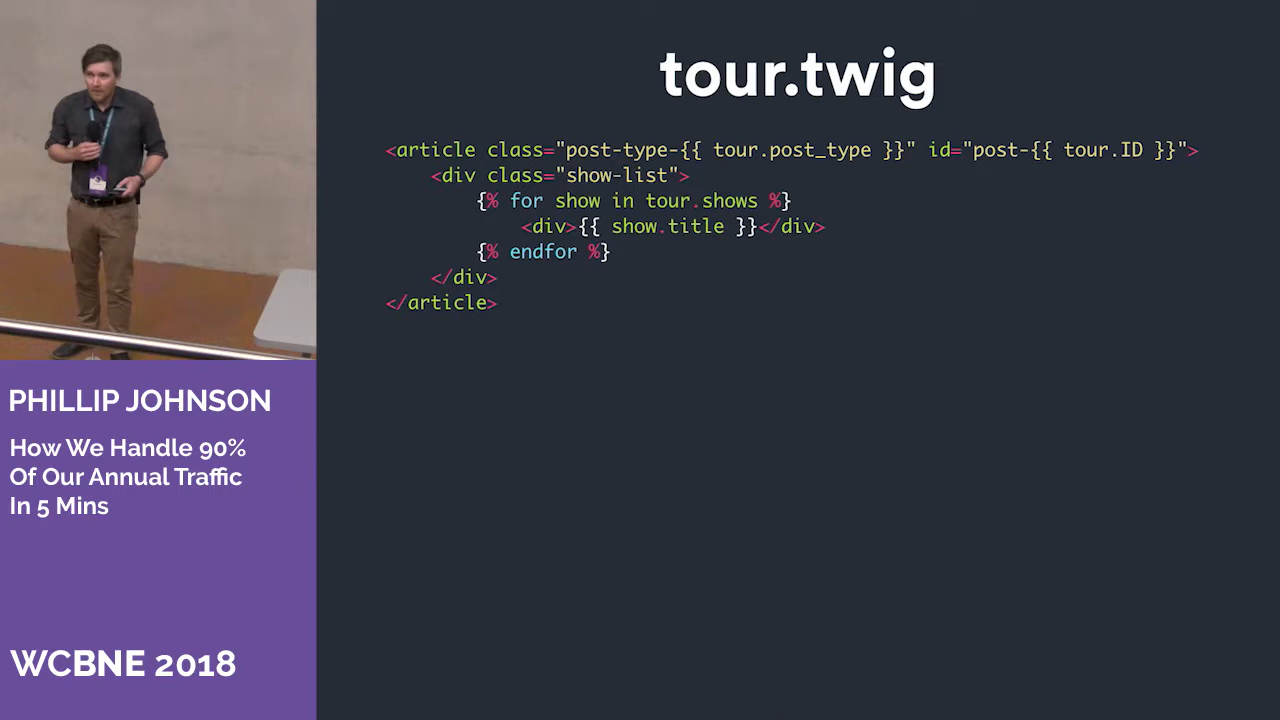 tour.twig
<article class="post-type-{{ tour.post_type }}" id="post-{{ tour.ID }}">
<div class="show-list">
{% for show in tour.shows %}
<div>{{ show.title }}</div>
{% endfor %}
</div>
</article>
PHILLIP JOHNSON
How We Handle 90%
Of Our Annual Traffic
In 5 Mins
WCBNE 2018